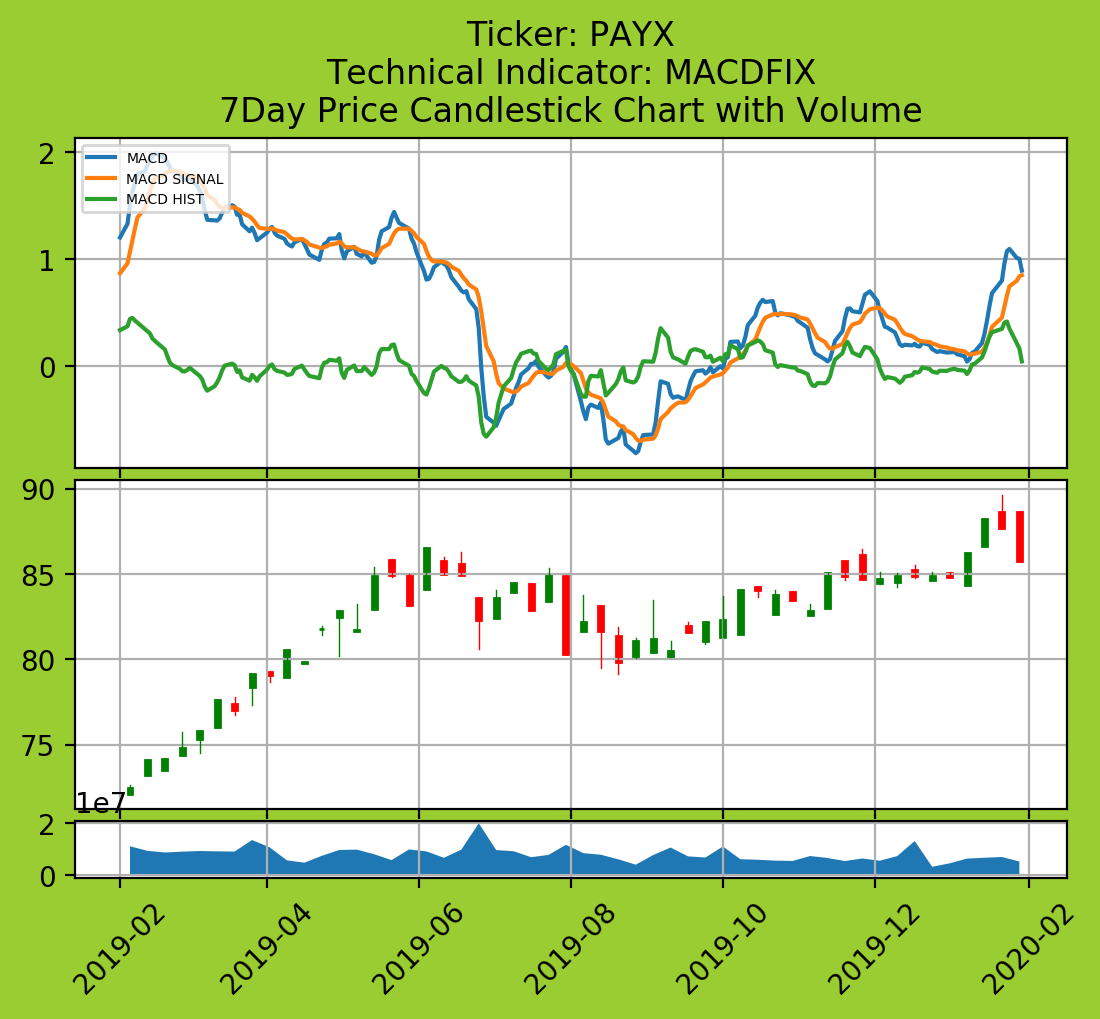 Ticker: PAYX
Technical Indicator: MACDFIX
7Day Price Candlestick Chart with Volume
2
1
0
MACD
MACD SIGNAL
MACD HIST
90
85
80
75
1e7
2
0
2019-02
2019-04
2019-06
2019-08
2019-10
2019-12
2020-02